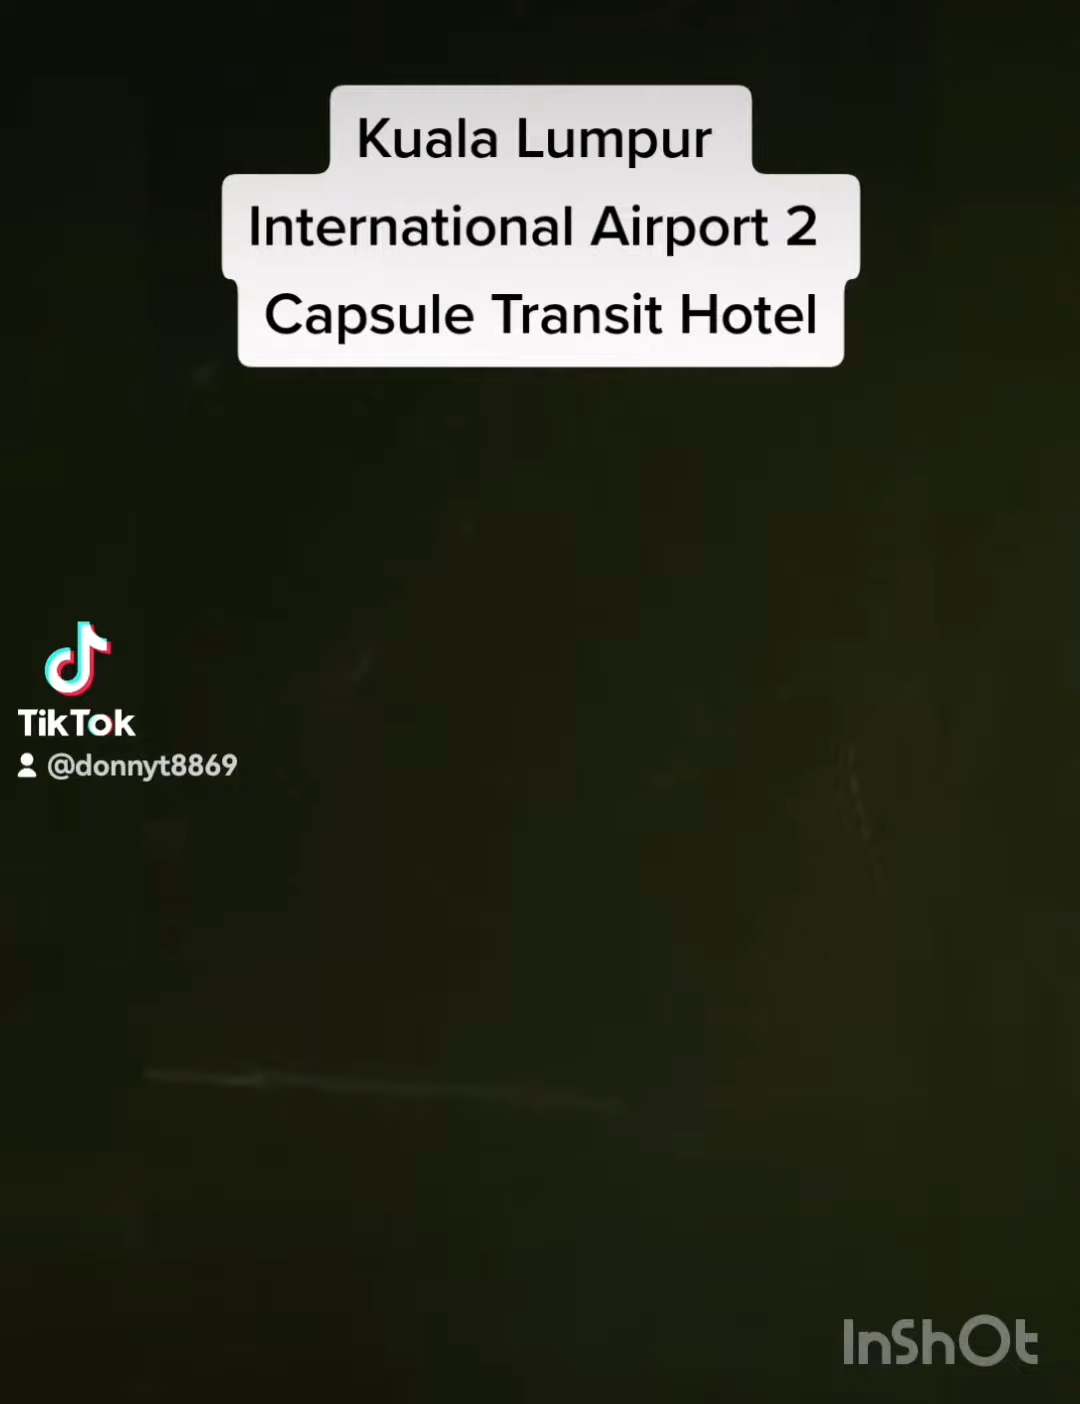 Kuala Lumpur
International Airport 2
Capsule Transit Hotel
TikTok
@donnyt8869
InShOt